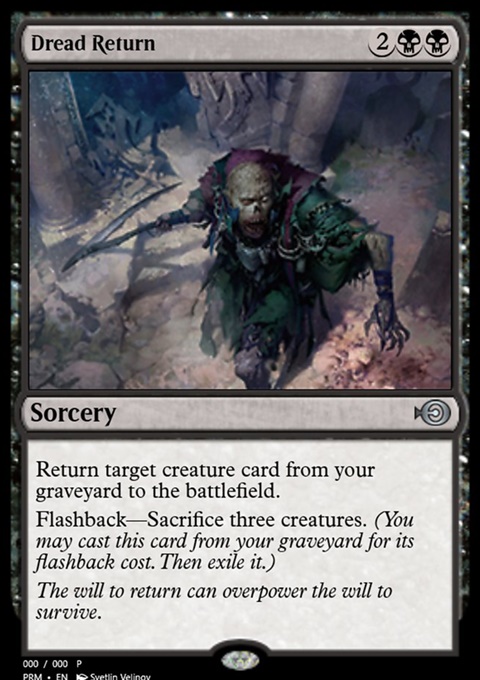 Dread Return
2
Sorcery
Return target creature card from your
graveyard to the battlefield.
Flashback—Sacrifice three creatures. (You
may cast this card from your graveyard for its
flashback cost. Then exile it.)
The will to return can overpower the will to
survive.
000 / 000 P
PRM • EN Svetlin Velinov